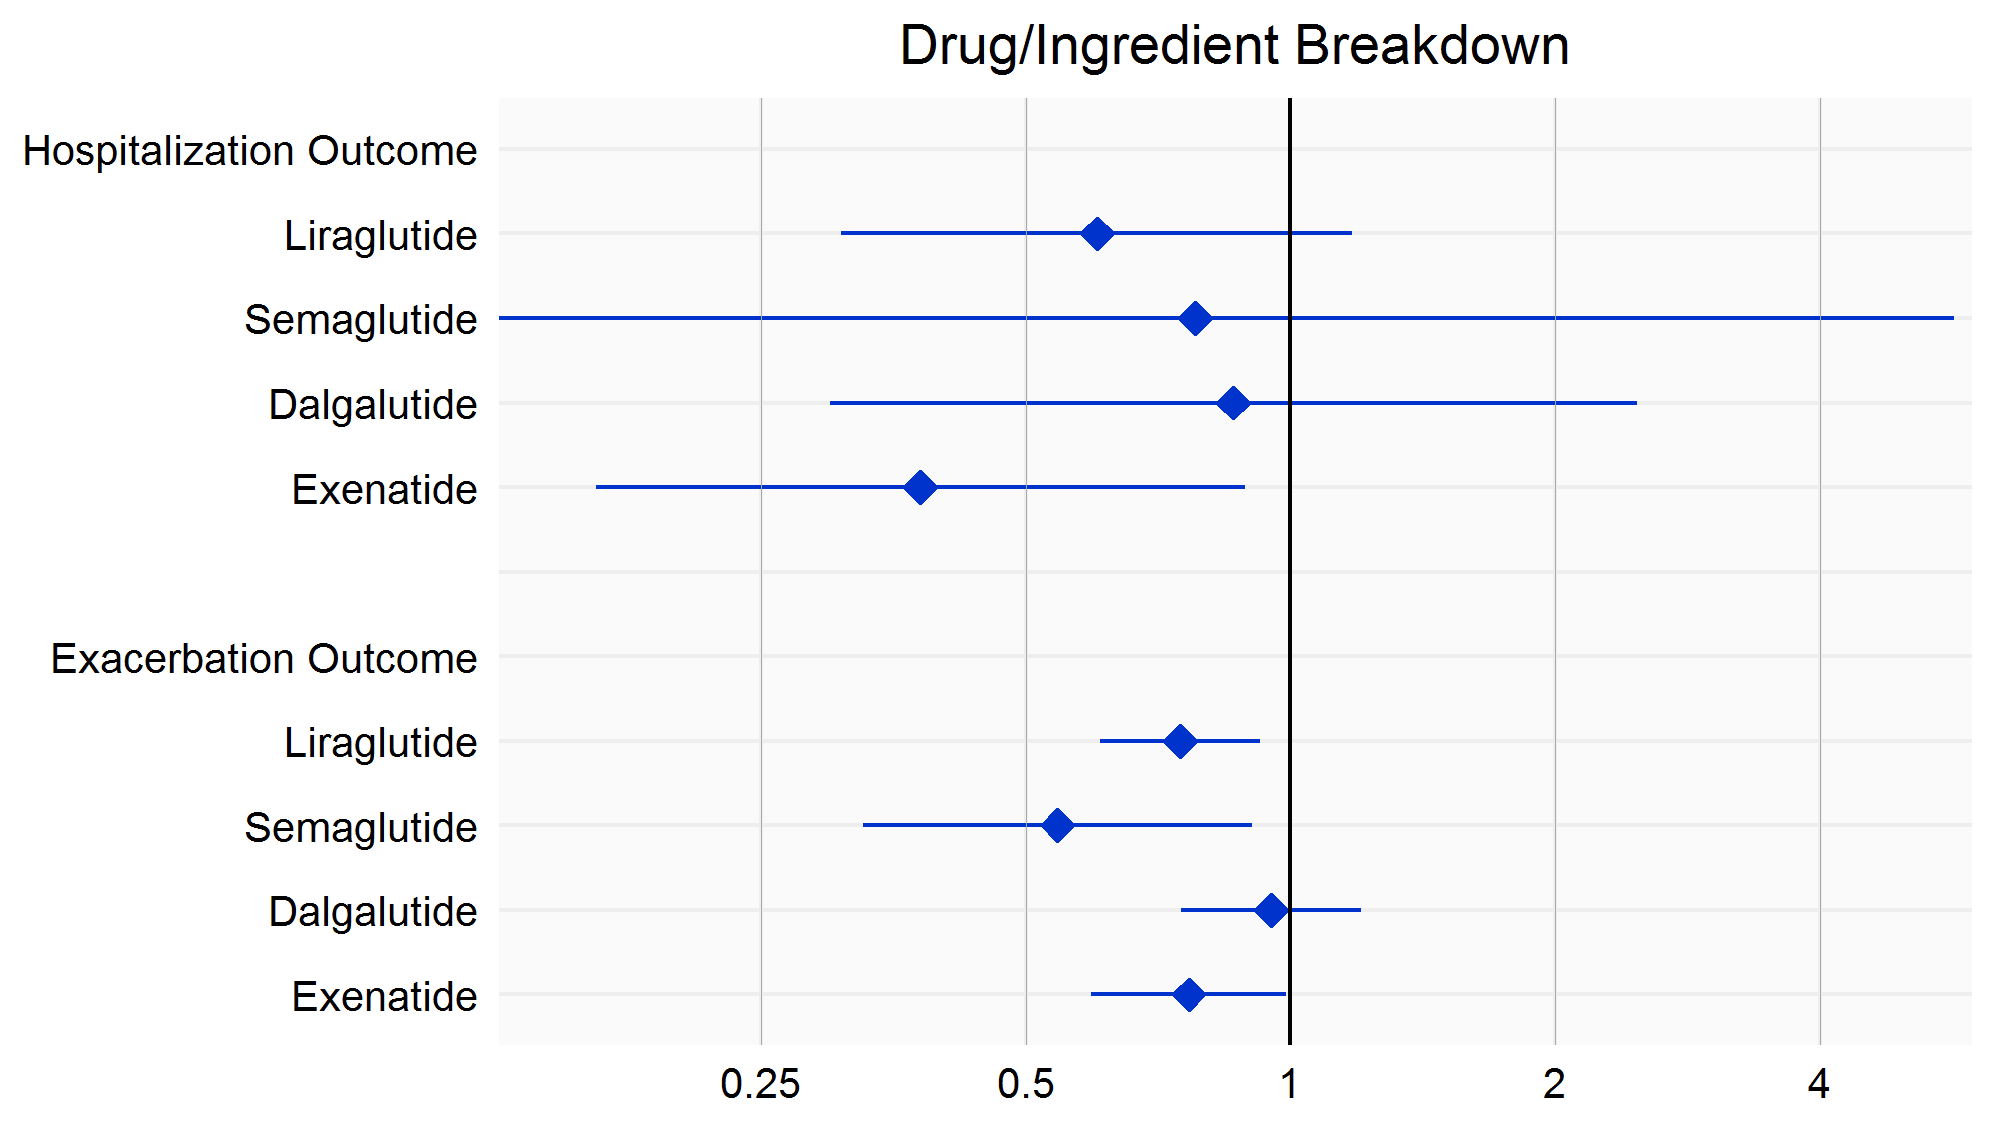 Drug/Ingredient Breakdown
Hospitalization Outcome
Liraglutide
Semaglutide
Dalgalutide
Exenatide
Exacerbation Outcome
Liraglutide
Semaglutide
Dalgalutide
Exenatide
0.25 0.5 1 2 4